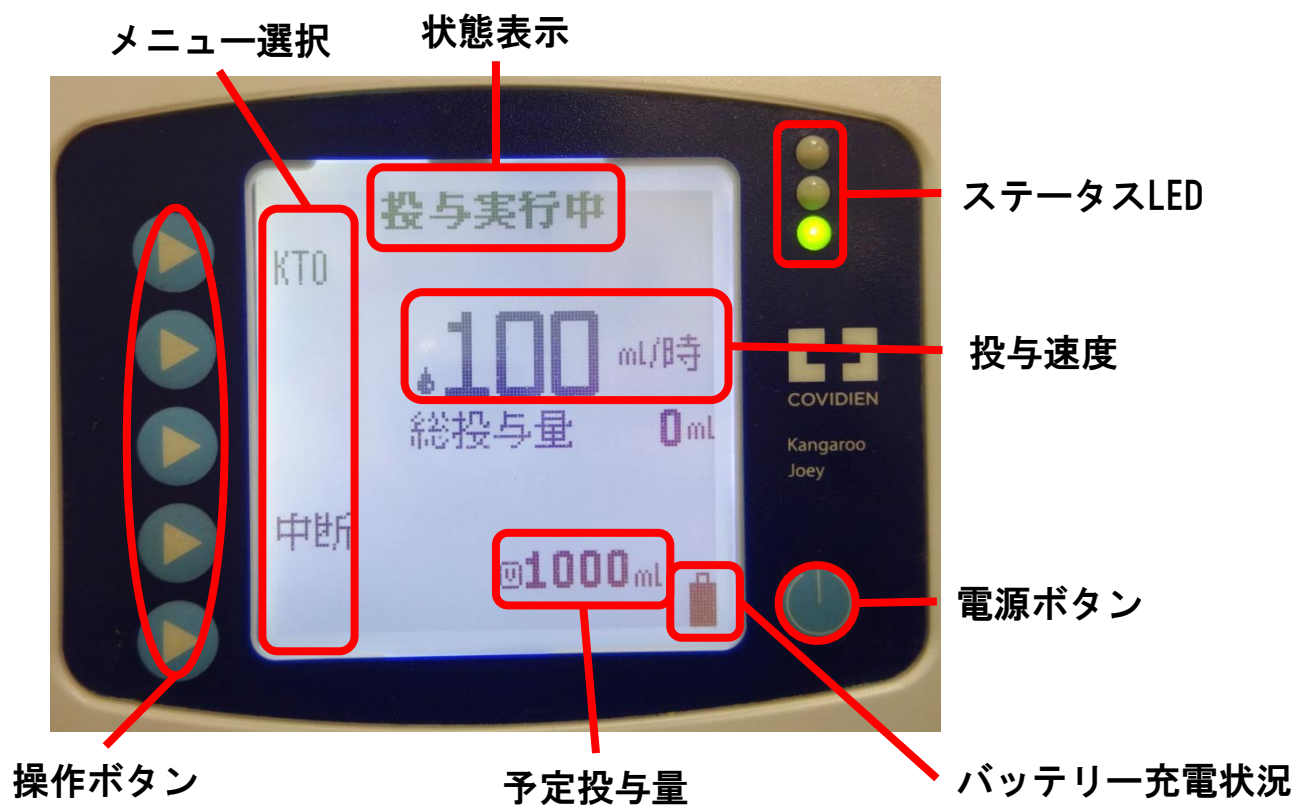 メニュー選択
状態表示
投与実行中
ステータスLED
KTO
100 ml/時
投与速度
COVIDIEN
総投与量 0ml
Kangaroo
Joey
中断
1000ml
電源ボタン
操作ボタン
予定投与量
バッテリー充電状況